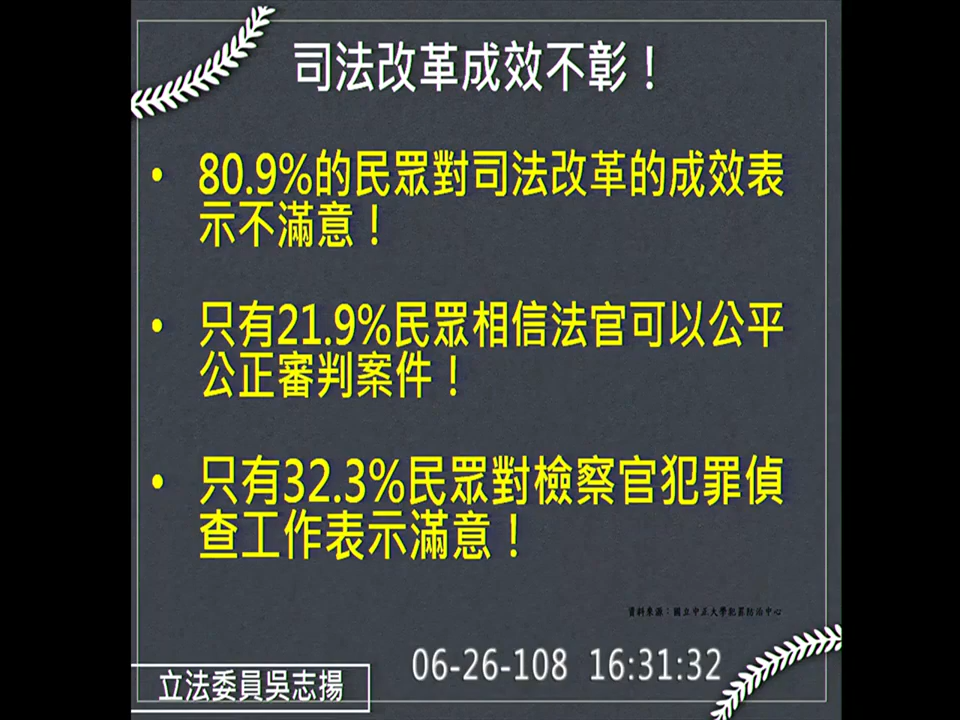 司法改革成效不彰！
• 80.9%的民眾對司法改革的成效表
示不滿意！
• 只有21.9%民眾相信法官可以公平
公正審判案件！
• 只有32.3%民眾對檢察官犯罪偵
查工作表示滿意！
資料來源：國立中正大學犯罪防治中心
06-26-108 16:31:32
立法委員吳志揚